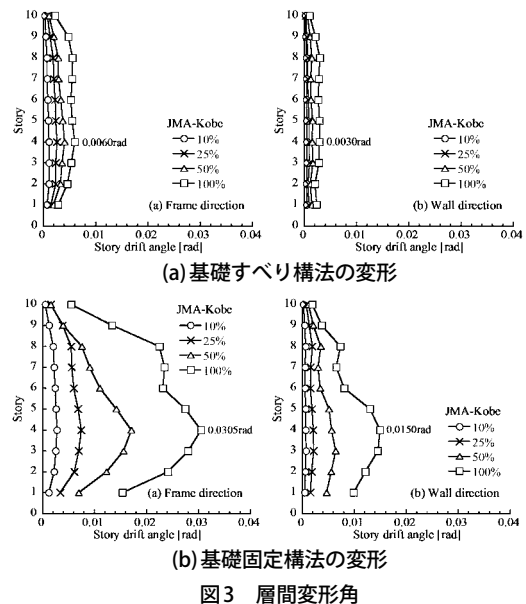 10
9
8
7
6
5
4
3
2
1
Story
0.0060rad
JMA-Kobe
10%
25%
50%
100%
(a) Frame direction
0 0.01 0.02 0.03 0.04
Story drift angle [rad]
10
9
8
7
6
5
4
3
2
1
Story
0.0030rad
JMA-Kobe
10%
25%
50%
100%
(b) Wall direction
0 0.01 0.02 0.03 0.04
Story drift angle [rad]
(a)基礎すべり構法の変形
10
9
8
7
6
5
4
3
2
1
Story
JMA-Kobe
10%
25%
50%
100%
0.0305rad
(a) Frame direction
0 0.01 0.02 0.03 0.04
Story drift angle [rad]
10
9
8
7
6
5
4
3
2
1
Story
0.0150rad
JMA-Kobe
10%
25%
50%
100%
(b) Wall direction
0 0.01 0.02 0.03 0.04
Story drift angle [rad]
(b)基礎固定構法の変形
図3 層間変形角